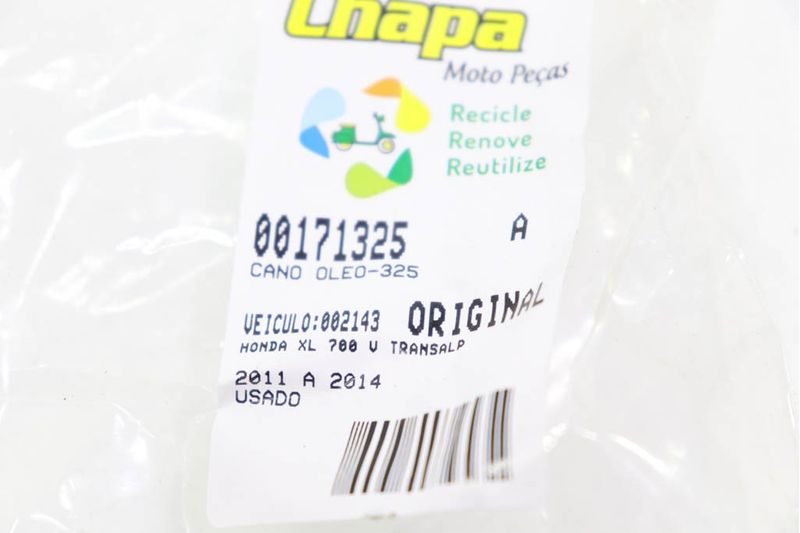 Chapa
Moto Peças
Recicle
Renove
Reutilize
00171325 A
CANO OLEO-325
VEICULO:002143 ORIGINAL
HONDA XL 700 V TRANSALP
2011 A 2014
USADO